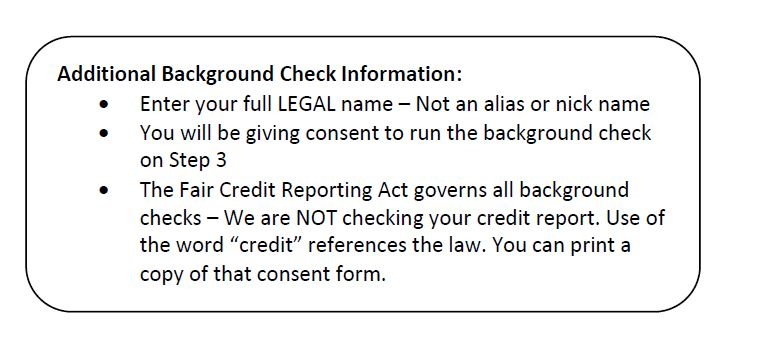 Additional Background Check Information:
• Enter your full LEGAL name – Not an alias or nick name
• You will be giving consent to run the background check
on Step 3
• The Fair Credit Reporting Act governs all background
checks – We are NOT checking your credit report. Use of
the word “credit” references the law. You can print a
copy of that consent form.